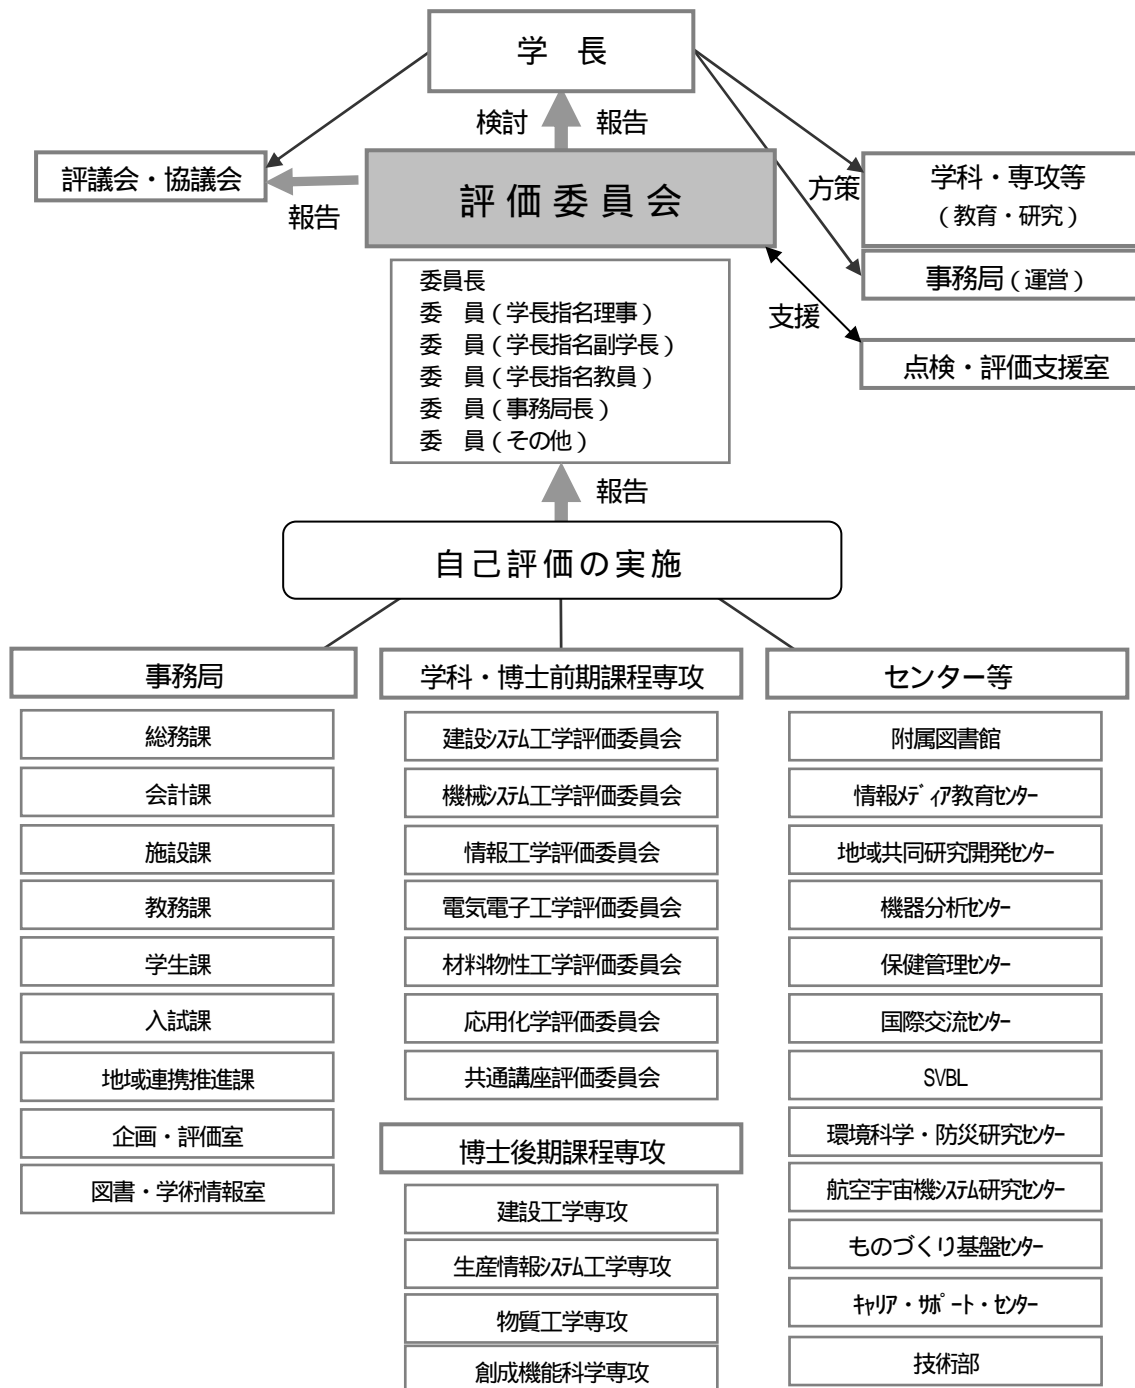 学　長
検討
報告
評議会・協議会
報告
評価委員会
方策
学科・専攻等
（教育・研究）
事務局（運営）
支援
点検・評価支援室
委員長
委　員（学長指名理事）
委　員（学長指名副学長）
委　員（学長指名教員）
委　員（事務局長）
委　員（その他）
報告
自己評価の実施
事務局
総務課
会計課
施設課
教務課
学生課
入試課
地域連携推進課
企画・評価室
図書・学術情報室
学科・博士前期課程専攻
建設ｼｽﾃﾑ工学評価委員会
機械ｼｽﾃﾑ工学評価委員会
情報工学評価委員会
電気電子工学評価委員会
材料物性工学評価委員会
応用化学評価委員会
共通講座評価委員会
博士後期課程専攻
建設工学専攻
生産情報ｼｽﾃﾑ工学専攻
物質工学専攻
創成機能科学専攻
センター等
附属図書館
情報ﾒﾃﾞｨｱ教育ｾﾝﾀｰ
地域共同研究開発ｾﾝﾀｰ
機器分析ｾﾝﾀｰ
保健管理ｾﾝﾀｰ
国際交流ｾﾝﾀｰ
SVBL
環境科学・防災研究ｾﾝﾀｰ
航空宇宙機ｼｽﾃﾑ研究ｾﾝﾀｰ
ものづくり基盤ｾﾝﾀｰ
ｷｬﾘｱ・ｻﾎﾟｰﾄ・ｾﾝﾀｰ
技術部